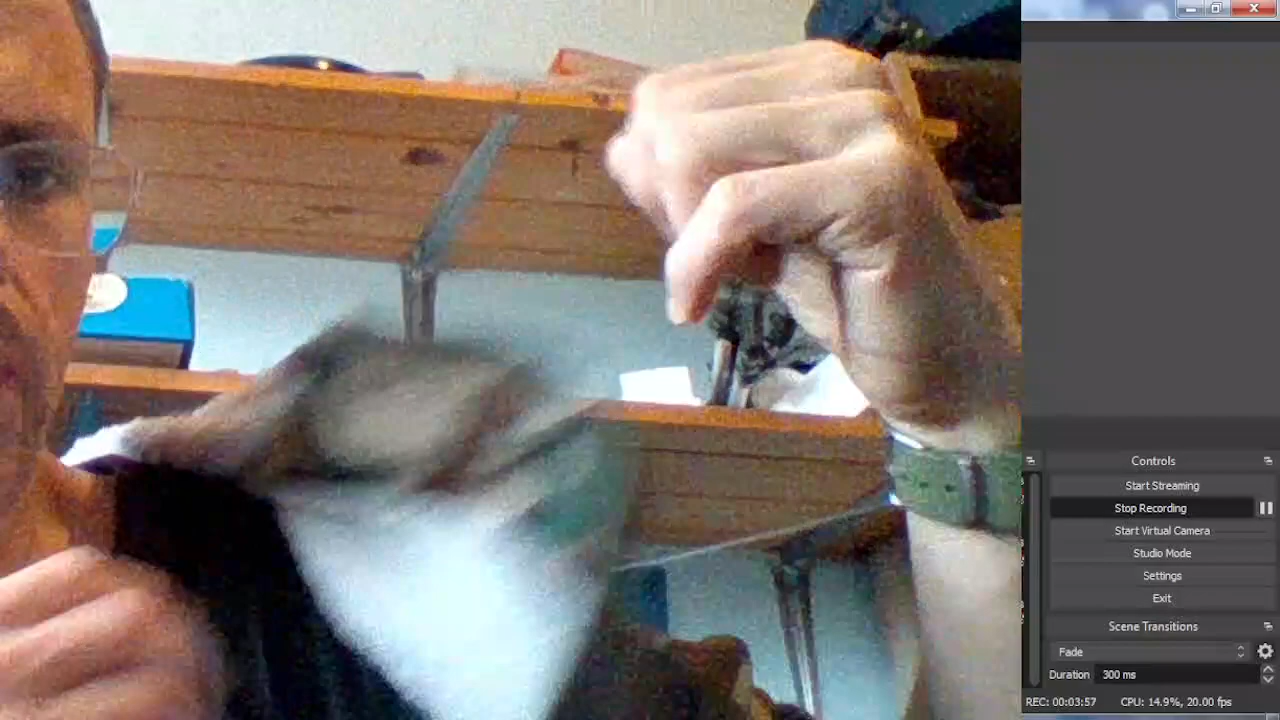 Controls
Start Streaming
Stop Recording
Start Virtual Camera
Studio Mode
Settings
Exit
Scene Transitions
Fade
Duration 300 ms
REC: 00:03:57 CPU: 14.9%, 20.00 fps